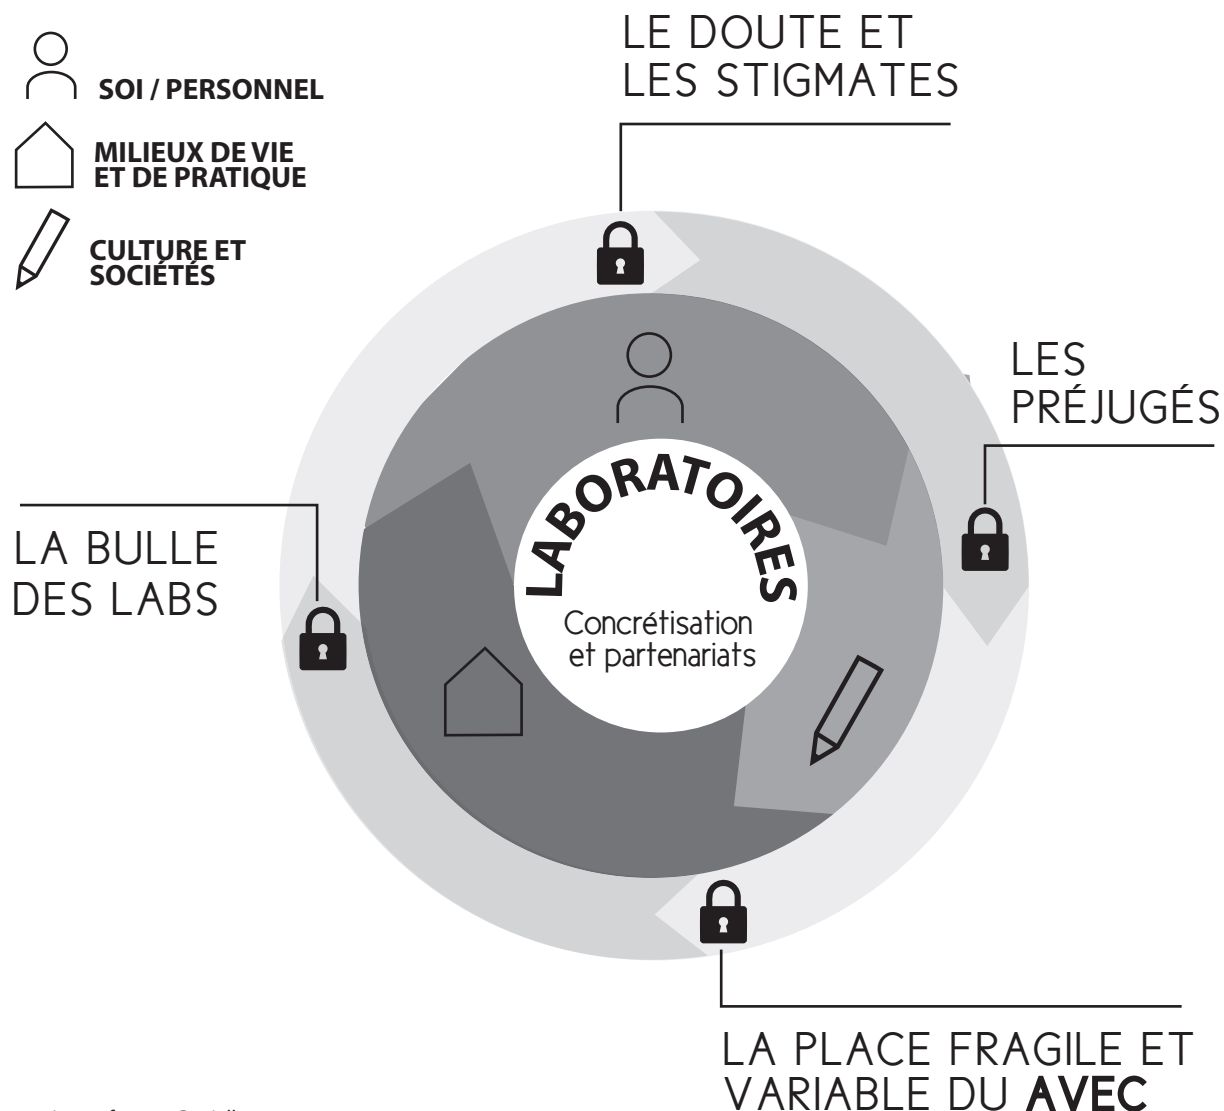 SOI / PERSONNEL
MILIEUX DE VIE
ET DE PRATIQUE
CULTURE ET
SOCIÉTÉS
LE DOUTE ET
LES STIGMATES
LES
PRÉJUGÉS
LA BULLE
DES LABS
LABORATOIRES
Concrétisation
et partenariats
LA PLACE FRAGILE ET
VARIABLE DU AVEC